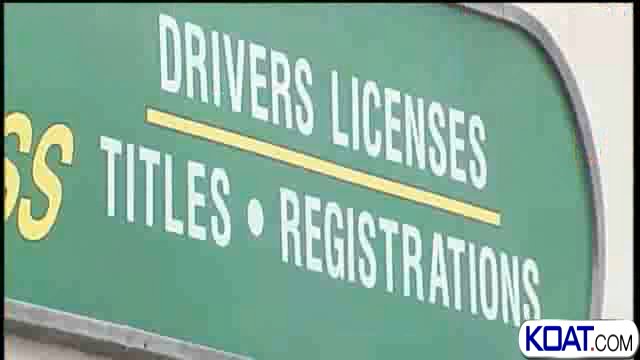 DRIVERS LICENSES
SS
TITLES • REGISTRATIONS
KOAT.COM